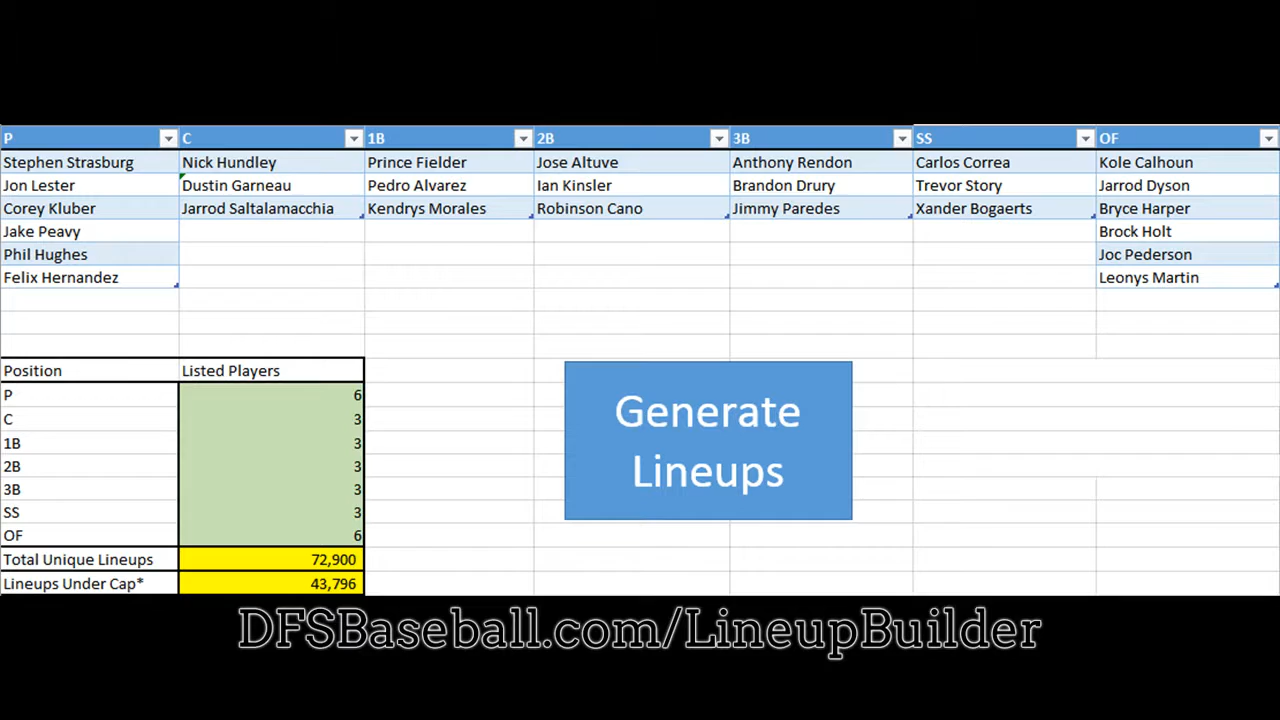 P C 1B 2B 3B SS OF
Stephen Strasburg Nick Hundley Prince Fielder Jose Altuve Anthony Rendon Carlos Correa Kole Calhoun
Jon Lester Dustin Garneau Pedro Alvarez Ian Kinsler Brandon Drury Trevor Story Jarrod Dyson
Corey Kluber Jarrod Saltalamacchia Kendrys Morales Robinson Cano Jimmy Paredes Xander Bogaerts Bryce Harper
Jake Peavy Brock Holt
Phil Hughes Joc Pederson
Felix Hernandez Leonys Martin
Position Listed Players
P 6
C 3
1B 3
2B 3
3B 3
SS 3
OF 6
Total Unique Lineups 72,900
Lineups Under Cap* 43,796
Generate
Lineups
DFSBaseball.com/LineupBuilder